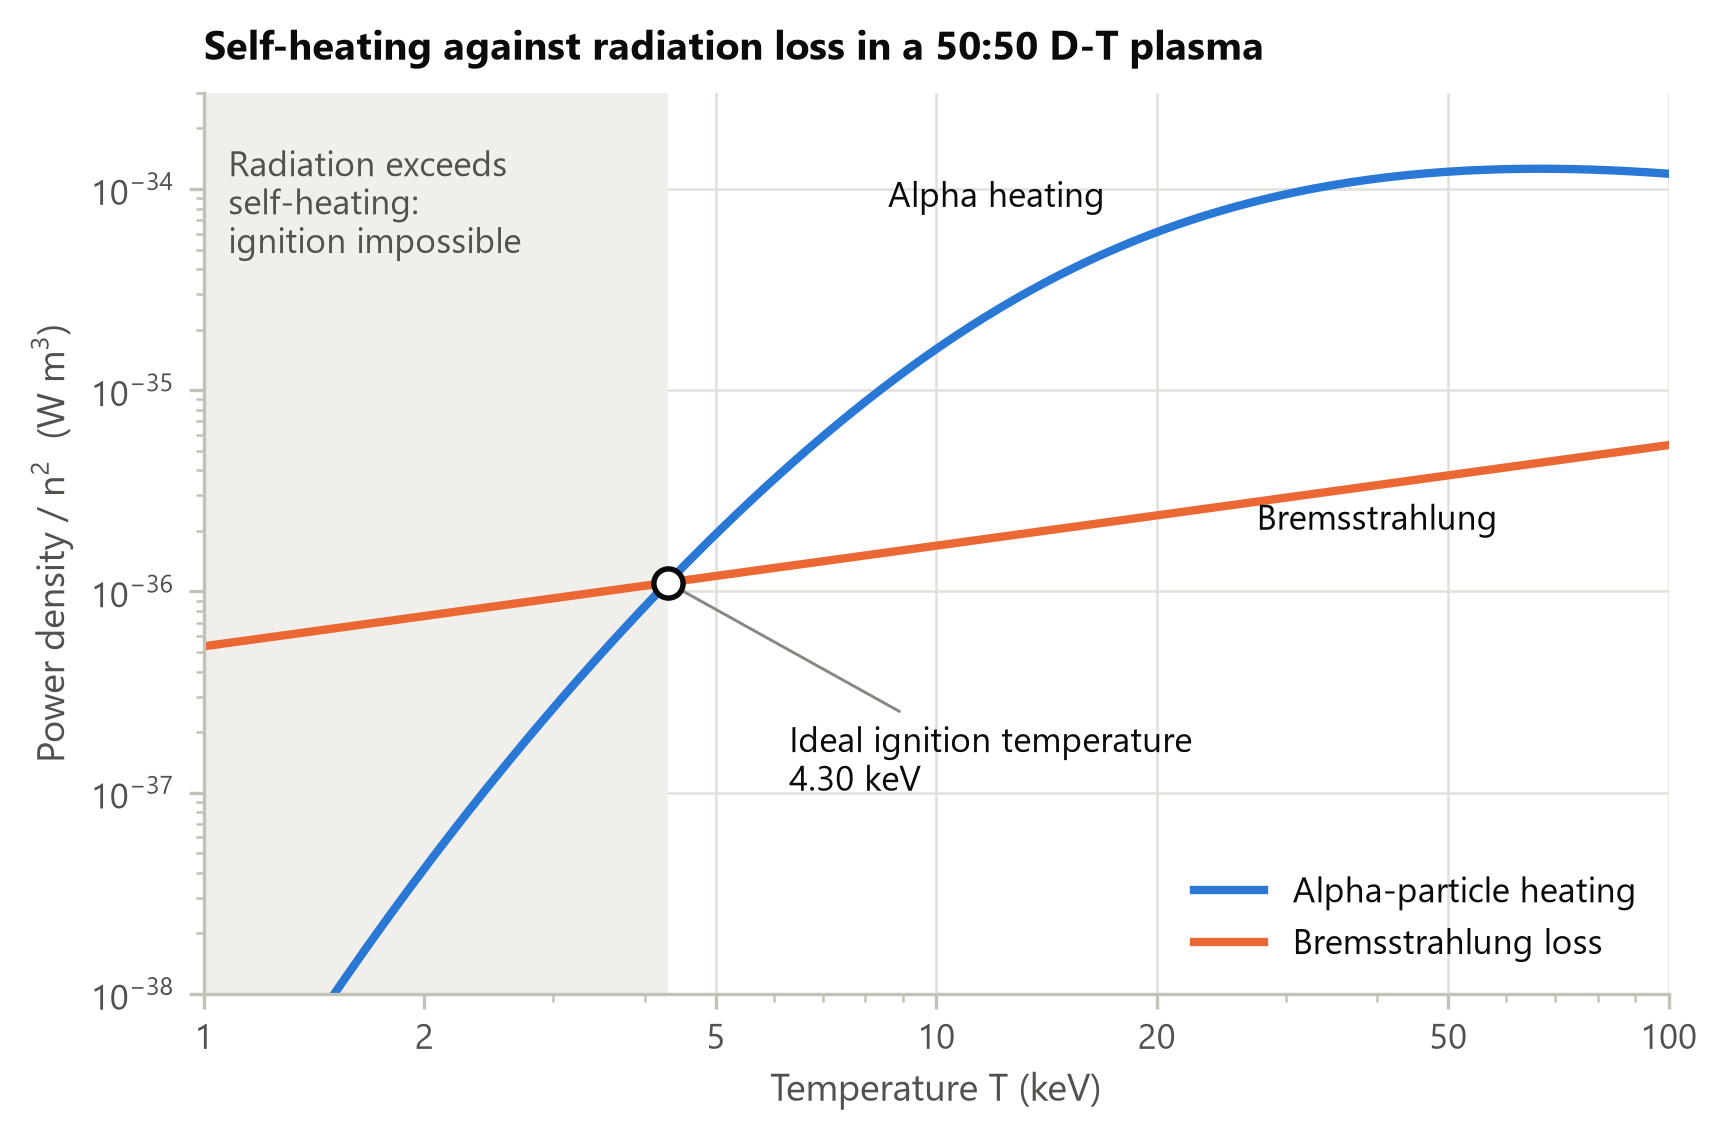 Self-heating against radiation loss in a 50:50 D-T plasma
Radiation exceeds
self-heating:
ignition impossible
Alpha heating
Bremsstrahlung
Ideal ignition temperature
4.30 keV
Alpha-particle heating
Bremsstrahlung loss
Power density / n² (W m³)
10⁻³⁴
10⁻³⁵
10⁻³⁶
10⁻³⁷
10⁻³⁸
1 2 5 10 20 50 100
Temperature T (keV)